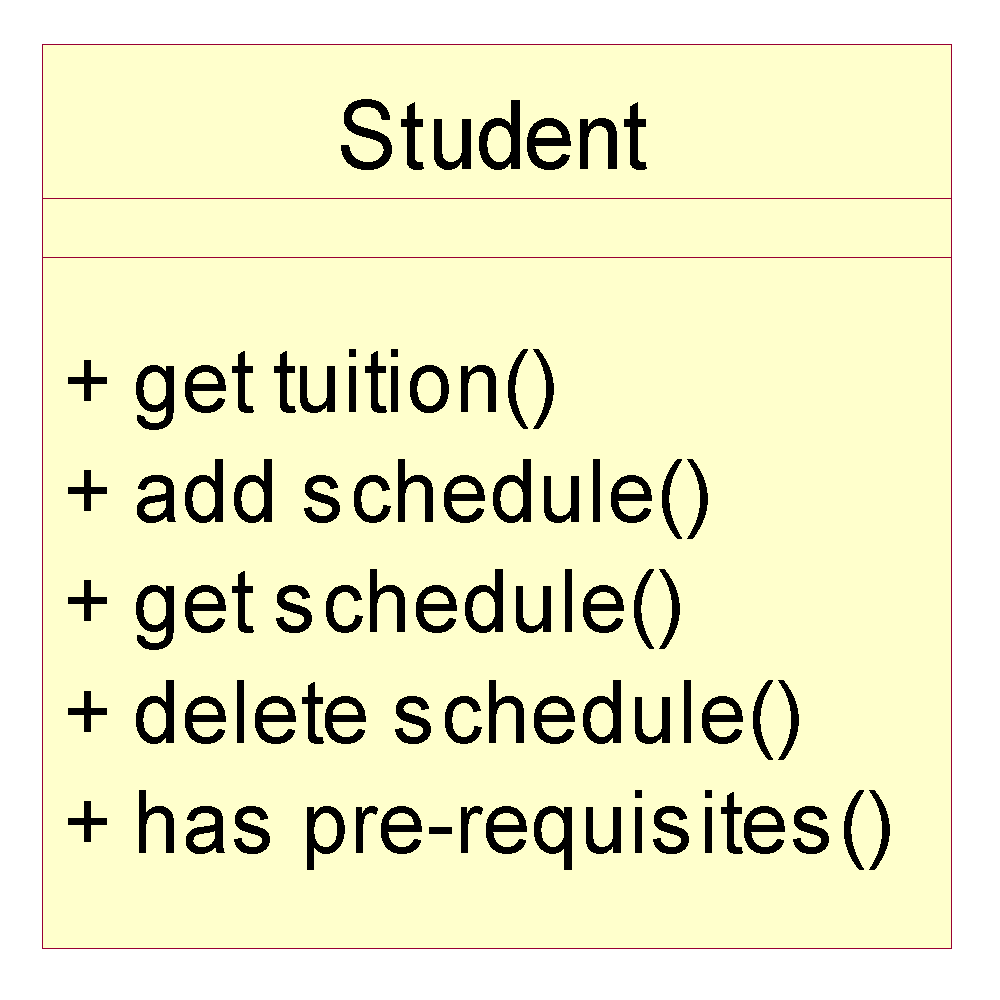 Student
+ get tuition()
+ add schedule()
+ get schedule()
+ delete schedule()
+ has pre-requisites()